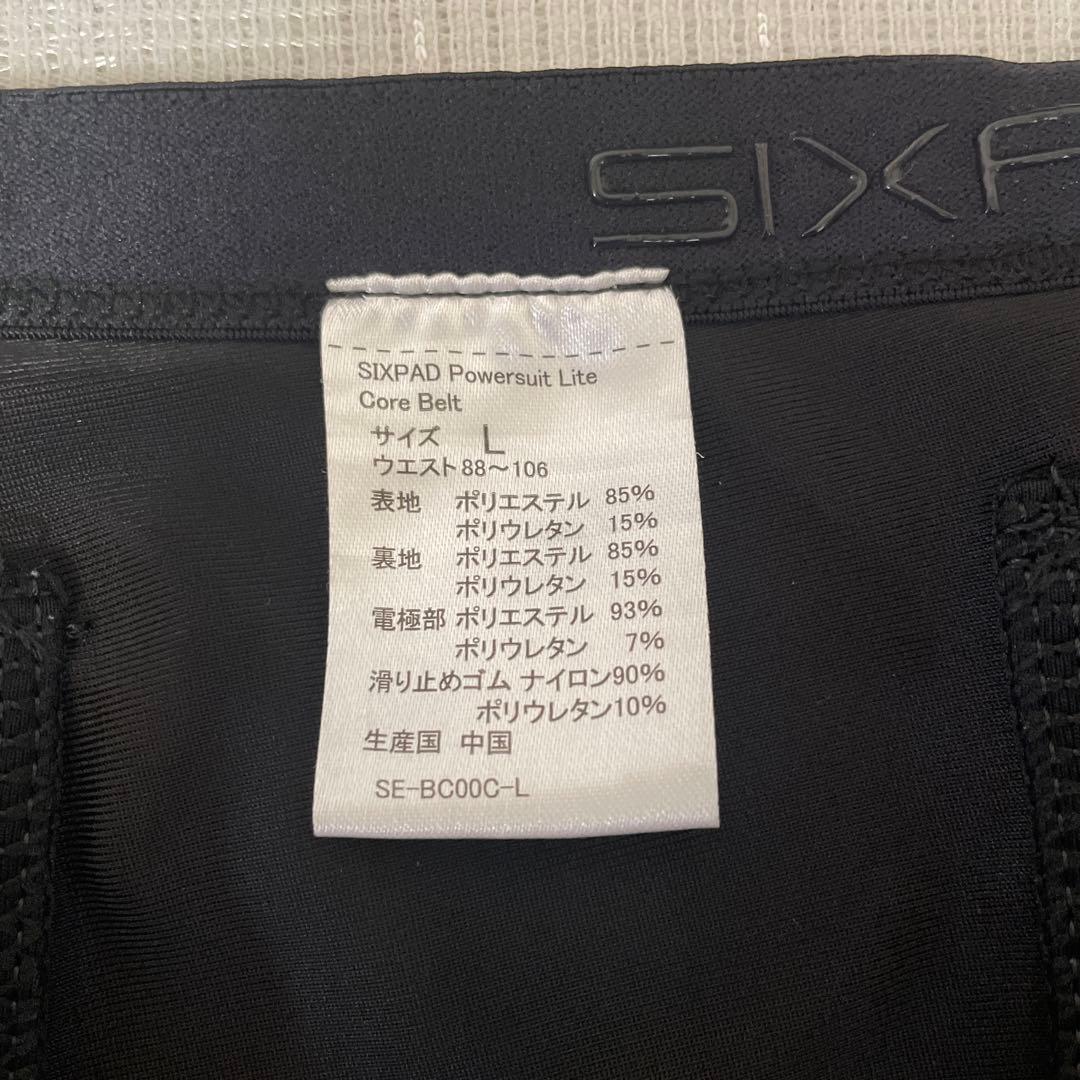 SIXPA
SIXPAD Powersuit Lite
Core Belt
サイズ L
ウエスト88～106
表地 ポリエステル 85%
ポリウレタン 15%
裏地 ポリエステル 85%
ポリウレタン 15%
電極部 ポリエステル 93%
ポリウレタン 7%
滑り止めゴム ナイロン90%
ポリウレタン10%
生産国 中国
SE-BC00C-L